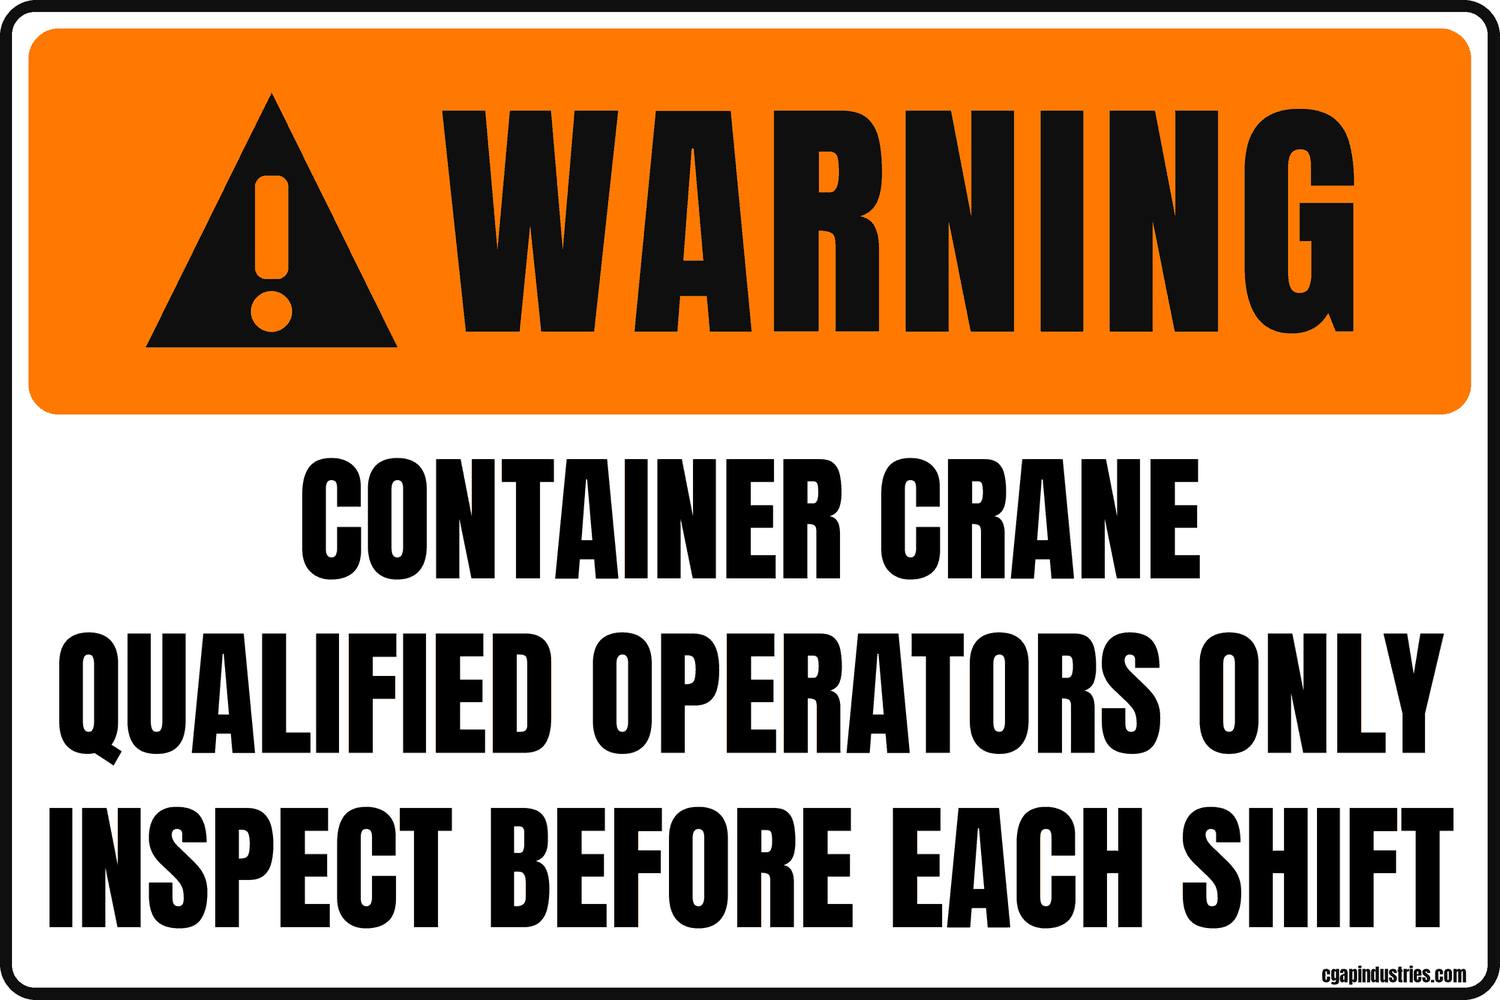 WARNING
CONTAINER CRANE
QUALIFIED OPERATORS ONLY
INSPECT BEFORE EACH SHIFT
cgapindustries.com